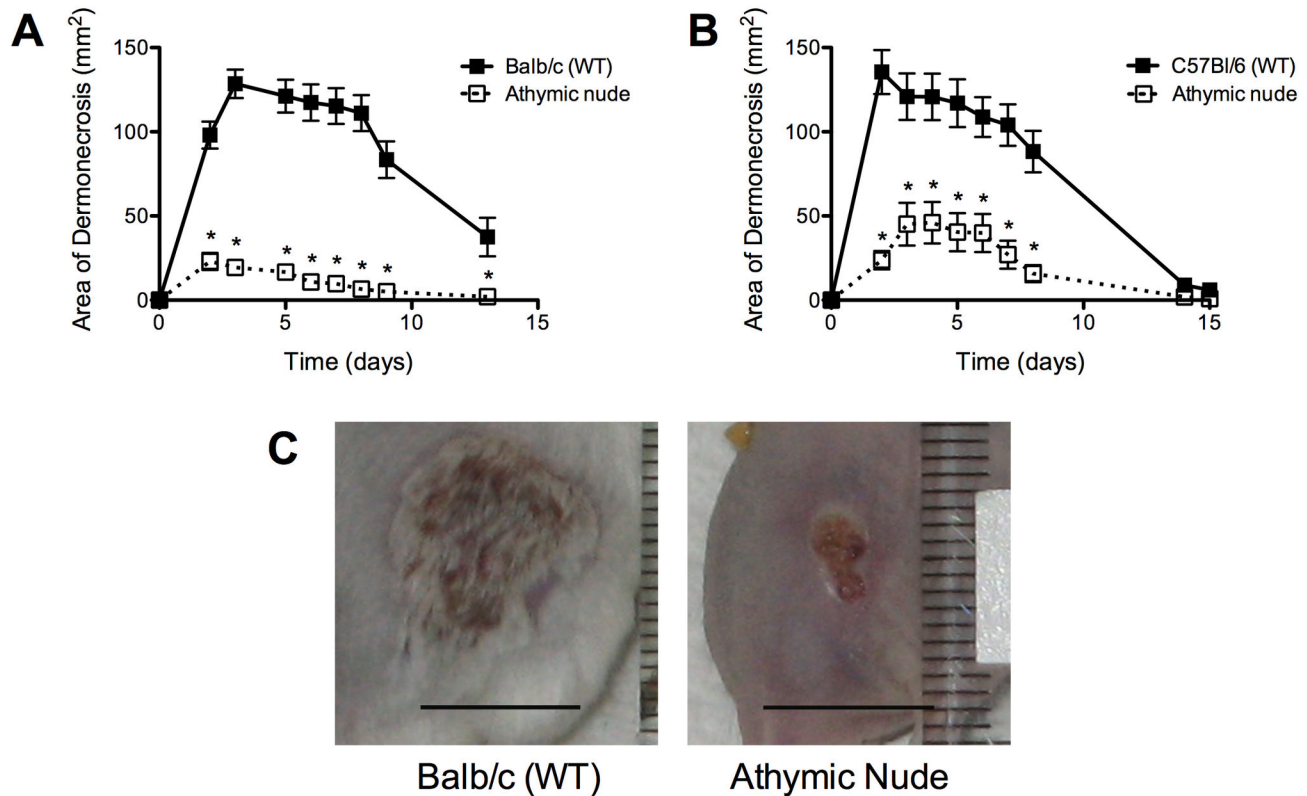 A
Area of Dermonecrosis (mm²)
150
100
50
0
0
5
10
15
Time (days)
Balb/c (WT)
Athymic nude
*
*
*
*
*
*
*
*
B
Area of Dermonecrosis (mm²)
150
100
50
0
0
5
10
15
Time (days)
C57Bl/6 (WT)
Athymic nude
*
*
*
*
*
*
*
C
Balb/c (WT)
Athymic Nude